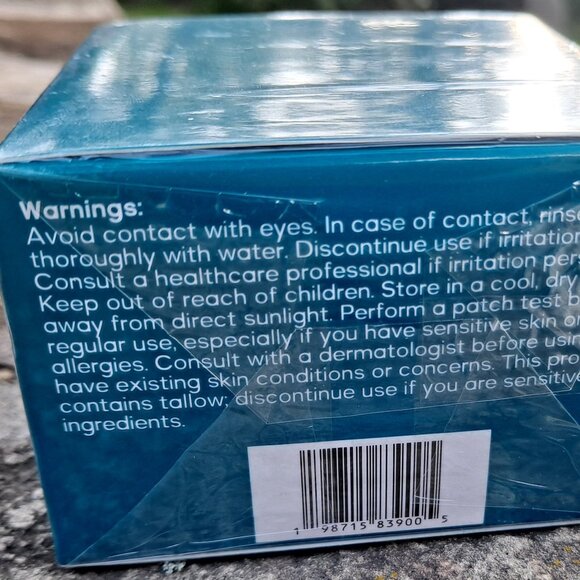 Warnings:
Avoid contact with eyes. In case of contact, rins
thoroughly with water. Discontinue use if irritation
Consult a healthcare professional if irritation per
Keep out of reach of children. Store in a cool, dry
away from direct sunlight. Perform a patch test b
regular use, especially if you have sensitive skin o
allergies. Consult with a dermatologist before usin
have existing skin conditions or concerns. This pro
contains tallow; discontinue use if you are sensitive
ingredients.
1 98715 83900 5